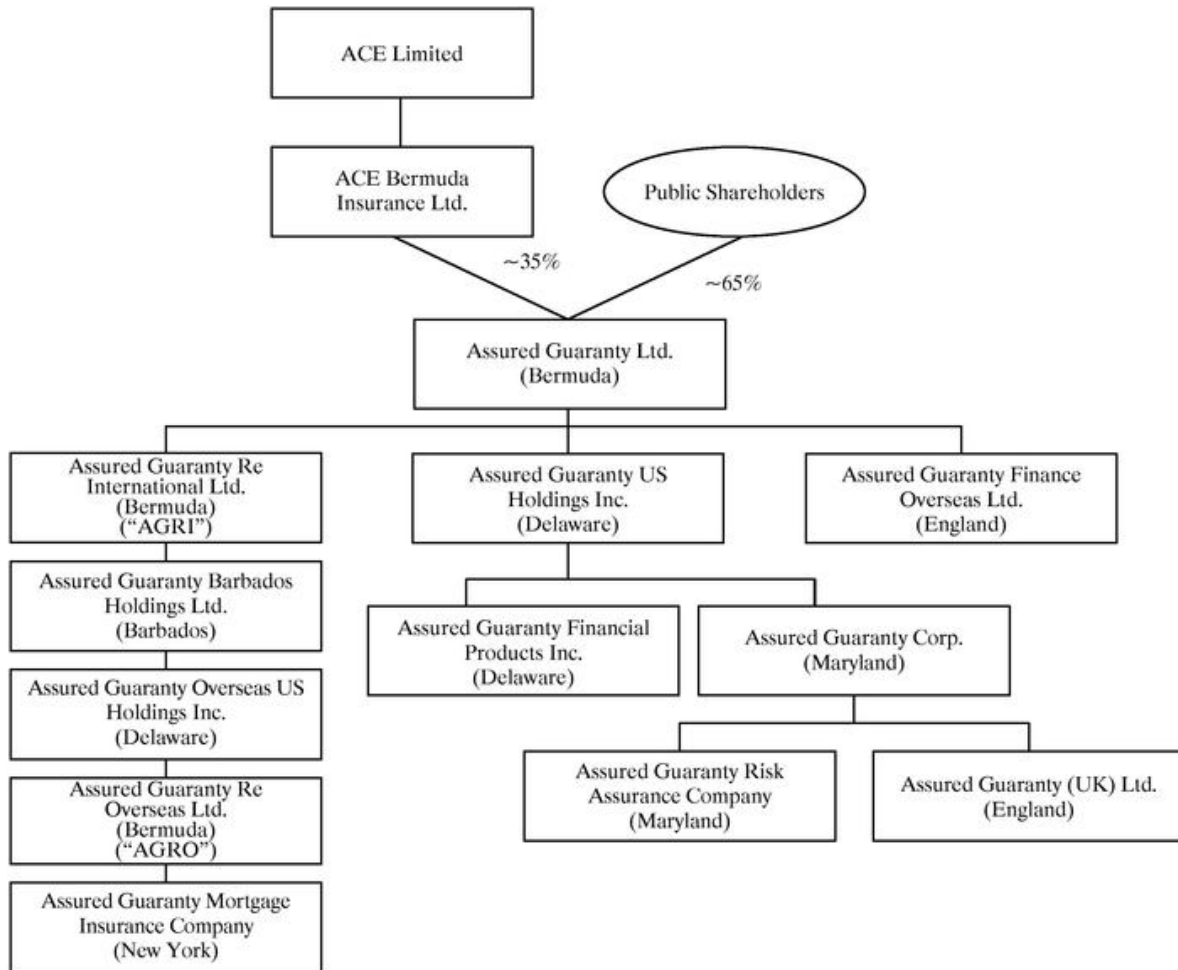 ACE Limited
ACE Bermuda
Insurance Ltd.
Public Shareholders
~35%
~65%
Assured Guaranty Ltd.
(Bermuda)
Assured Guaranty Re
International Ltd.
(Bermuda)
(“AGRI”)
Assured Guaranty US
Holdings Inc.
(Delaware)
Assured Guaranty Finance
Overseas Ltd.
(England)
Assured Guaranty Barbados
Holdings Ltd.
(Barbados)
Assured Guaranty Financial
Products Inc.
(Delaware)
Assured Guaranty Corp.
(Maryland)
Assured Guaranty Overseas US
Holdings Inc.
(Delaware)
Assured Guaranty Risk
Assurance Company
(Maryland)
Assured Guaranty (UK) Ltd.
(England)
Assured Guaranty Re
Overseas Ltd.
(Bermuda)
(“AGRO”)
Assured Guaranty Mortgage
Insurance Company
(New York)